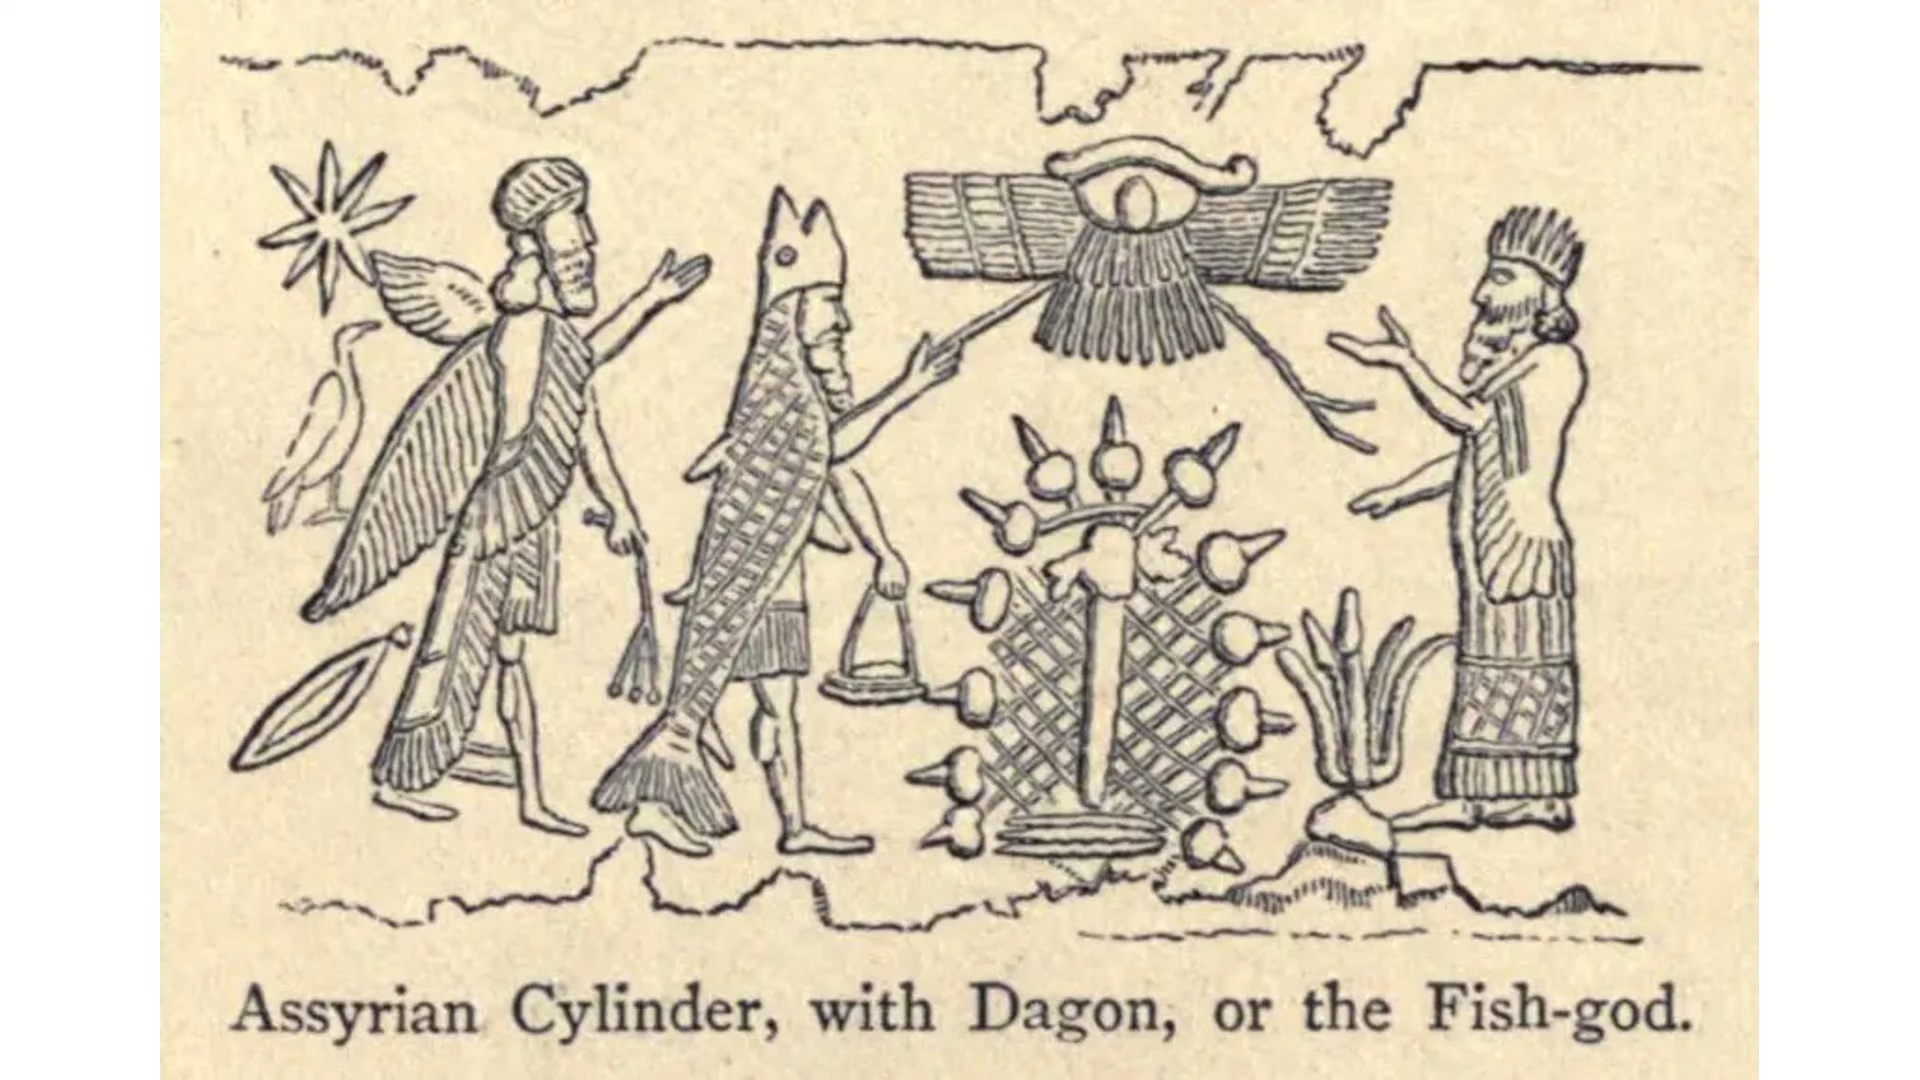 Assyrian Cylinder, with Dagon, or the Fish-god.